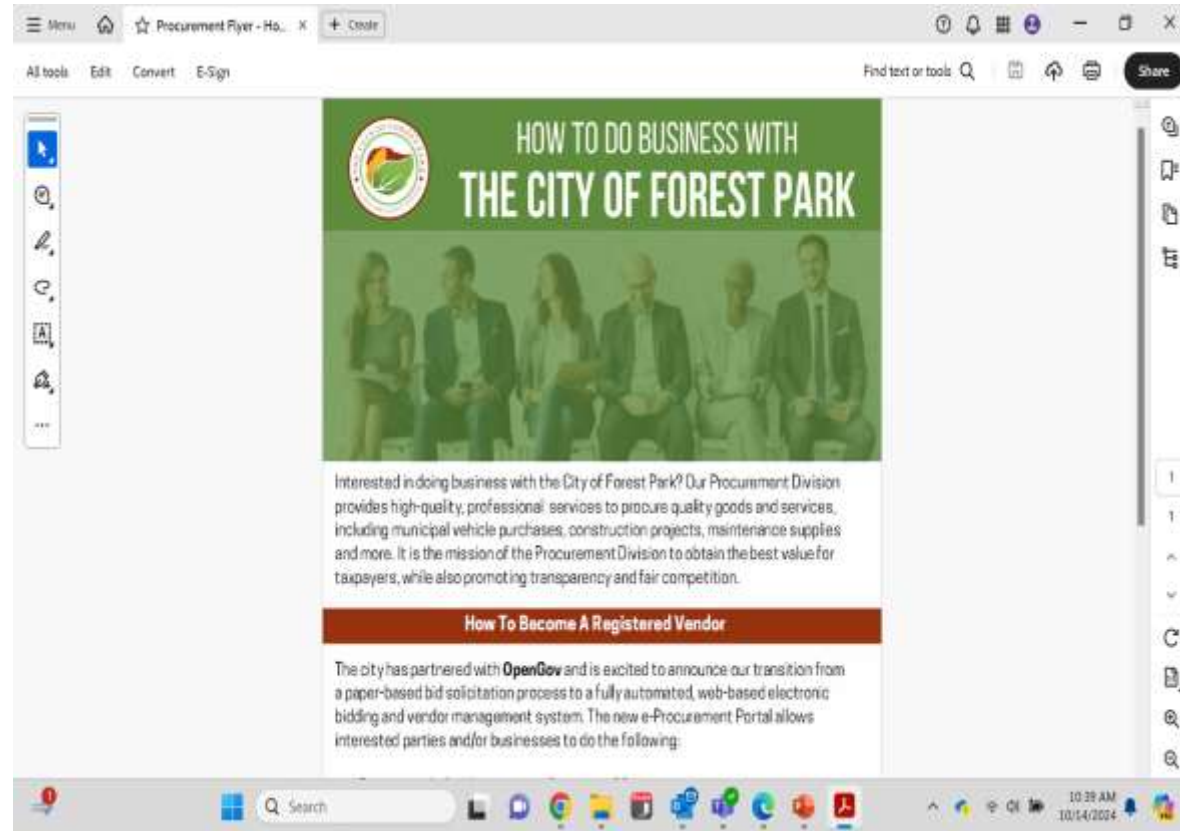 Menu
Procurement Flyer - Ho...
+ Create
All tools Edit Convert E-Sign
Find text or tools
Share
HOW TO DO BUSINESS WITH
THE CITY OF FOREST PARK
Interested in doing business with the City of Forest Park? Our Procurement Division
provides high-quality, professional services to procure quality goods and services,
including municipal vehicle purchases, construction projects, maintenance supplies
and more. It is the mission of the Procurement Division to obtain the best value for
taxpayers, while also promoting transparency and fair competition.
How To Become A Registered Vendor
The city has partnered with OpenGov and is excited to announce our transition from
a paper-based bid solicitation process to a fully automated, web-based electronic
bidding and vendor management system. The new e-Procurement Portal allows
interested parties and/or businesses to do the following:
1
1
1
Search
10:39 AM
10/14/2024